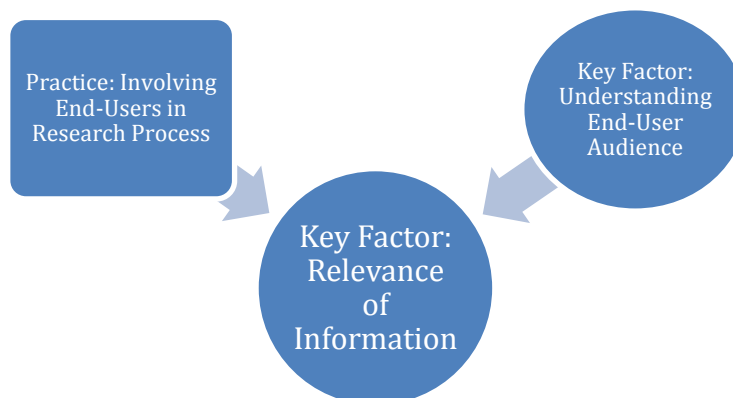 Practice: Involving
End-Users in
Research Process
Key Factor:
Understanding
End-User
Audience
Key Factor:
Relevance
of
Information